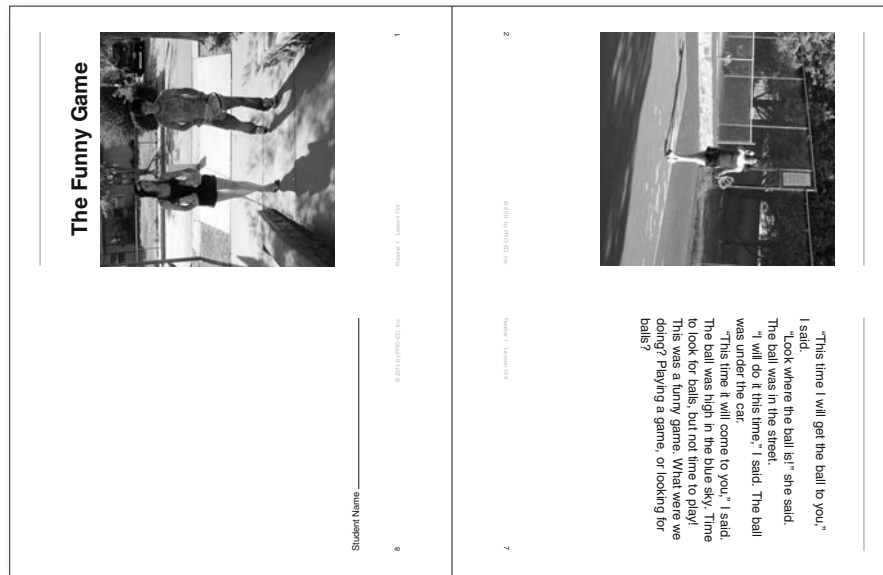 The Funny Game
Reader 1 Lesson 104
1
Student Name
© 2011 by PRO-ED, Inc.
8
2
© 2011 by PRO-ED, Inc.
“This time I will get the ball to you,”
I said.
“Look where the ball is!” she said.
The ball was in the street.
“I will do it this time,” I said. The ball
was under the car.
“This time it will come to you,” I said.
The ball was high in the blue sky. Time
to look for balls, but not time to play!
This was a funny game. What were we
doing? Playing a game, or looking for
balls?
Reader 1 Lesson 104
7